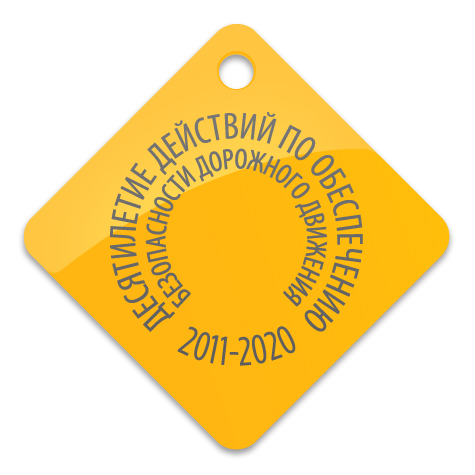 ДЕСЯТИЛЕТИЕ ДЕЙСТВИЙ ПО ОБЕСПЕЧЕНИЮ
БЕЗОПАСНОСТИ ДОРОЖНОГО ДВИЖЕНИЯ
2011-2020